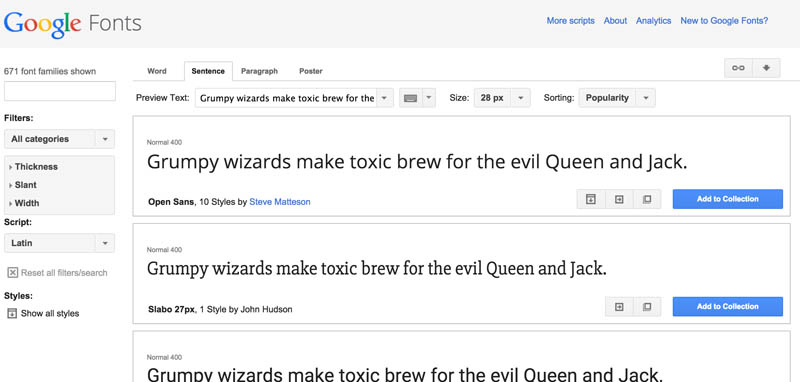 Google Fonts
More scripts About Analytics New to Google Fonts?
671 font families shown
Word Sentence Paragraph Poster
Preview Text: Grumpy wizards make toxic brew for the Size: 28 px Sorting: Popularity
Filters:
All categories
Thickness
Slant
Width
Script:
Latin
Reset all filters/search
Styles:
Show all styles
Normal 400
Grumpy wizards make toxic brew for the evil Queen and Jack.
Open Sans, 10 Styles by Steve Matteson
Add to Collection
Normal 400
Grumpy wizards make toxic brew for the evil Queen and Jack.
Slabo 27px, 1 Style by John Hudson
Add to Collection
Normal 400
Grumpy wizards make toxic brew for the evil Queen and Jack.